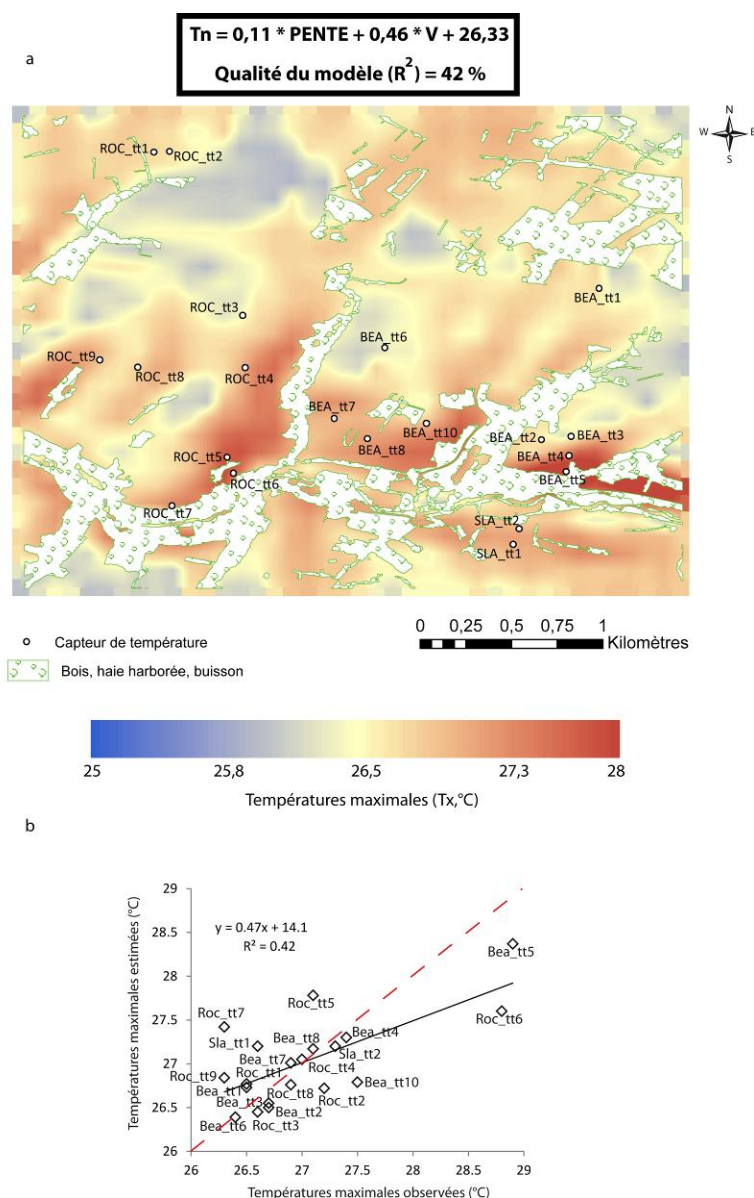 Tn = 0,11 * PENTE + 0,46 * V + 26,33
Qualité du modèle (R2) = 42 %
a
N
W E
S
ROC_tt1 ROC_tt2
BEA_tt1
ROC_tt3
BEA_tt6
ROC_tt9
ROC_tt8
ROC_tt4
BEA_tt7
BEA_tt10
BEA_tt8
BEA_tt2
BEA_tt3
BEA_tt4
ROC_tt5
BEA_tt5
ROC_tt6
ROC_tt7
SLA_tt2
SLA_tt1
Capteur de température
Bois, haie harborée, buisson
0 0,25 0,5 0,75 1
Kilomètres
25 25,8 26,5 27,3 28
Températures maximales (Tx,°C)
b
Températures maximales estimées (°C)
29
28.5
28
27.5
27
26.5
26
y = 0.47x + 14.1
R² = 0.42
Bea_tt5
Roc_tt5
Roc_tt7
Roc_tt6
Sla_tt1
Bea_tt8
Bea_tt4
Sla_tt2
Bea_tt7
Roc_tt4
Roc_tt9
Roc_tt1
Bea_tt1
Roc_tt8
Bea_tt10
Roc_tt2
Bea_tt3
Bea_tt2
Bea_tt6
Roc_tt3
26 26.5 27 27.5 28 28.5 29
Températures maximales observées (°C)